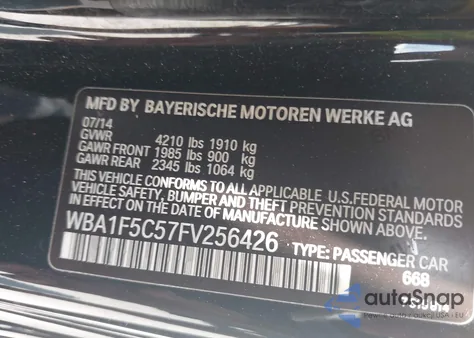 MFD BY BAYERISCHE MOTOREN WERKE AG
07/14
GVWR 4210 lbs 1910 kg
GAWR FRONT 1985 lbs 900 kg
GAWR REAR 2345 lbs 1064 kg
THIS VEHICLE CONFORMS TO ALL APPLICABLE U.S.FEDERAL MOTOR
VEHICLE SAFETY, BUMPER AND THEFT PREVENTION STANDARDS
IN EFFECT ON THE DATE OF MANUFACTURE SHOWN ABOVE.
WBA1F5C57FV256426 TYPE: PASSENGER CAR
668
autoSnap